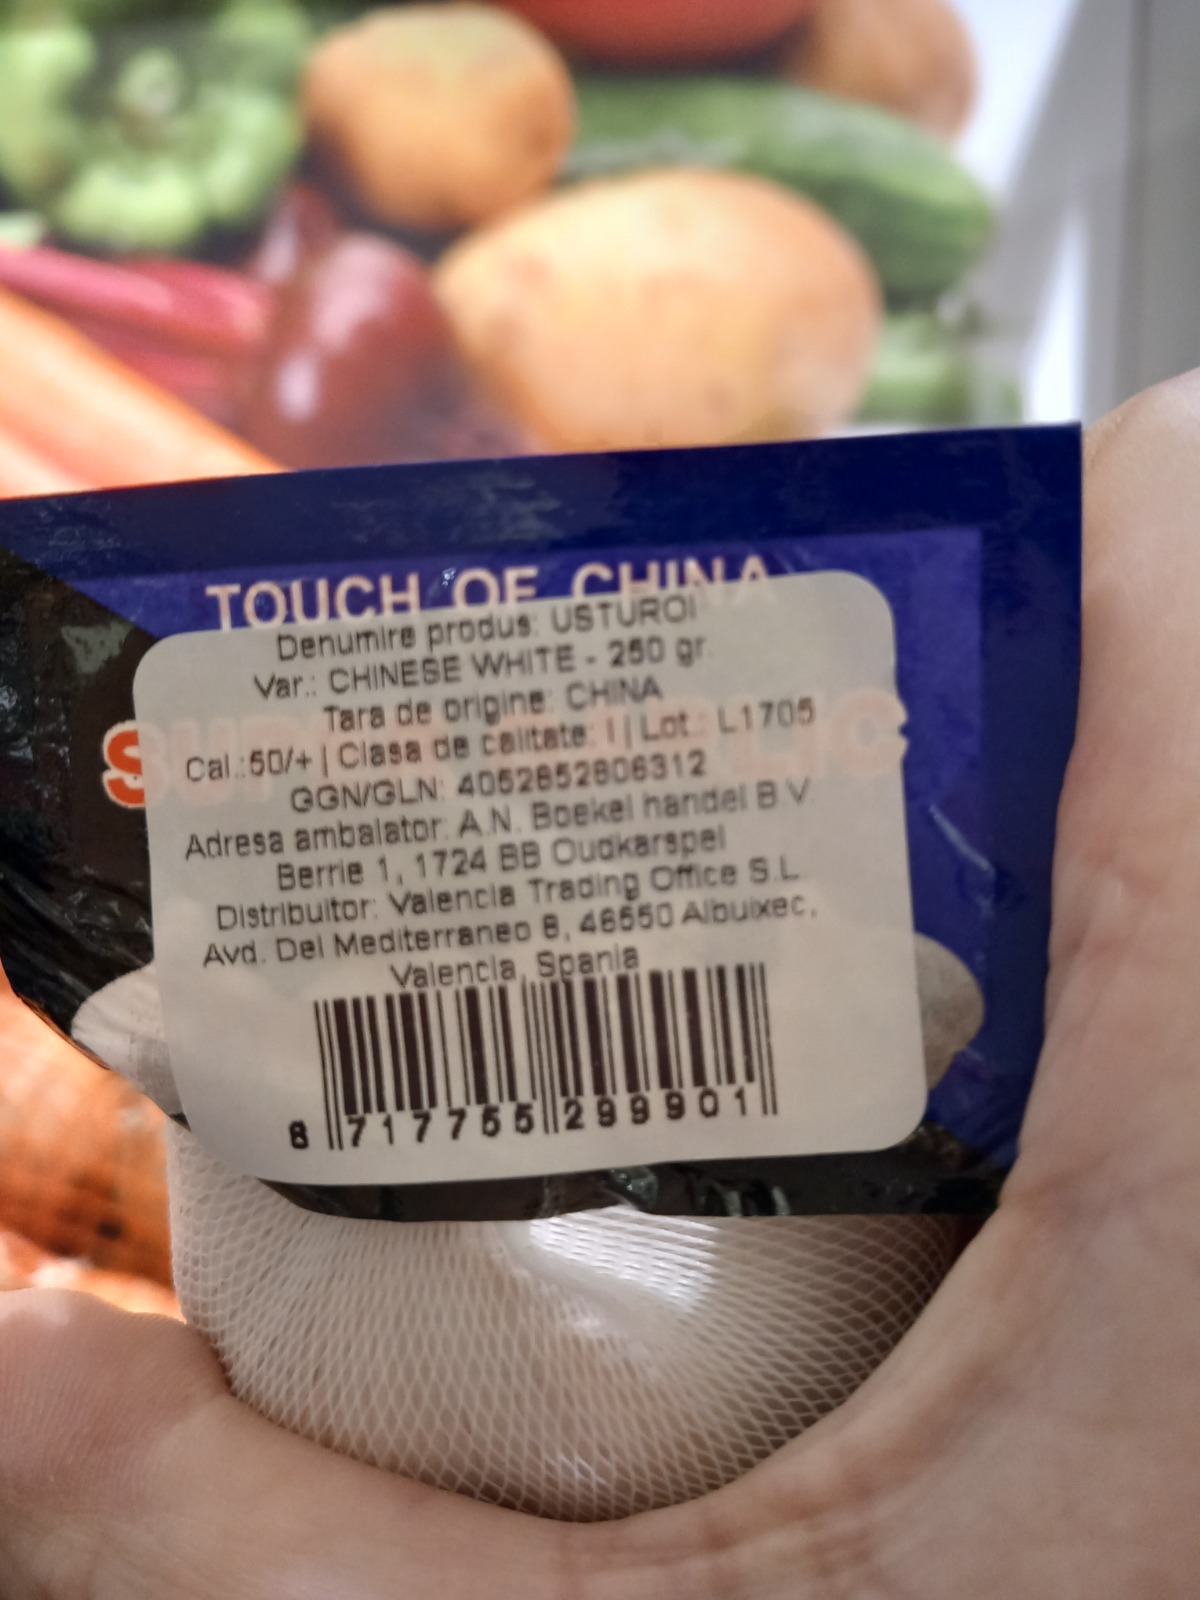 TOUCH OF CHINA
Denumire produs: USTUROI
Var.: CHINESE WHITE - 250 gr.
Tara de origine: CHINA
Cal.:50/+ | Clasa de calitate: I | Lot: L1705
GGN/GLN: 4052852806312
Adresa ambalator: A.N. Boekel handel B.V.
Berrie 1, 1724 BB Oudkarspel
Distribuitor: Valencia Trading Office S.L.
Avd. Del Mediterraneo 8, 46550 Albuixec,
Valencia, Spania
8 717755 299901